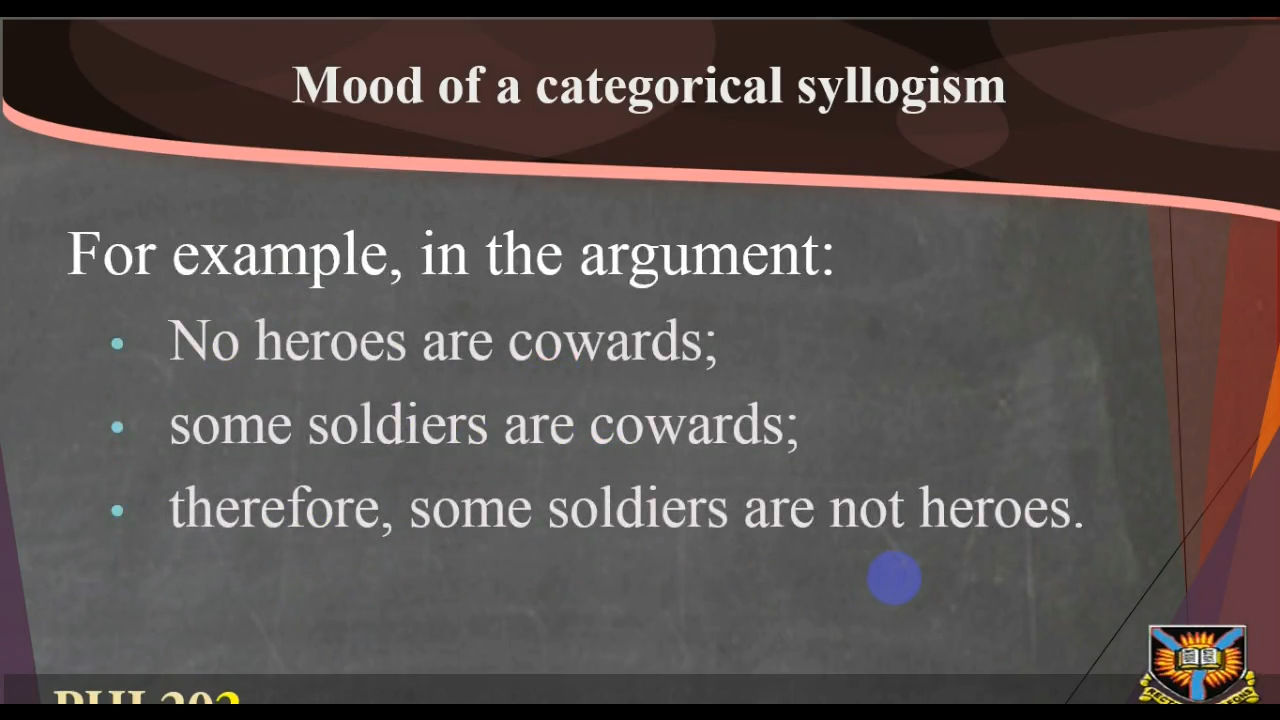 Mood of a categorical syllogism
For example, in the argument:
• No heroes are cowards;
• some soldiers are cowards;
• therefore, some soldiers are not heroes.